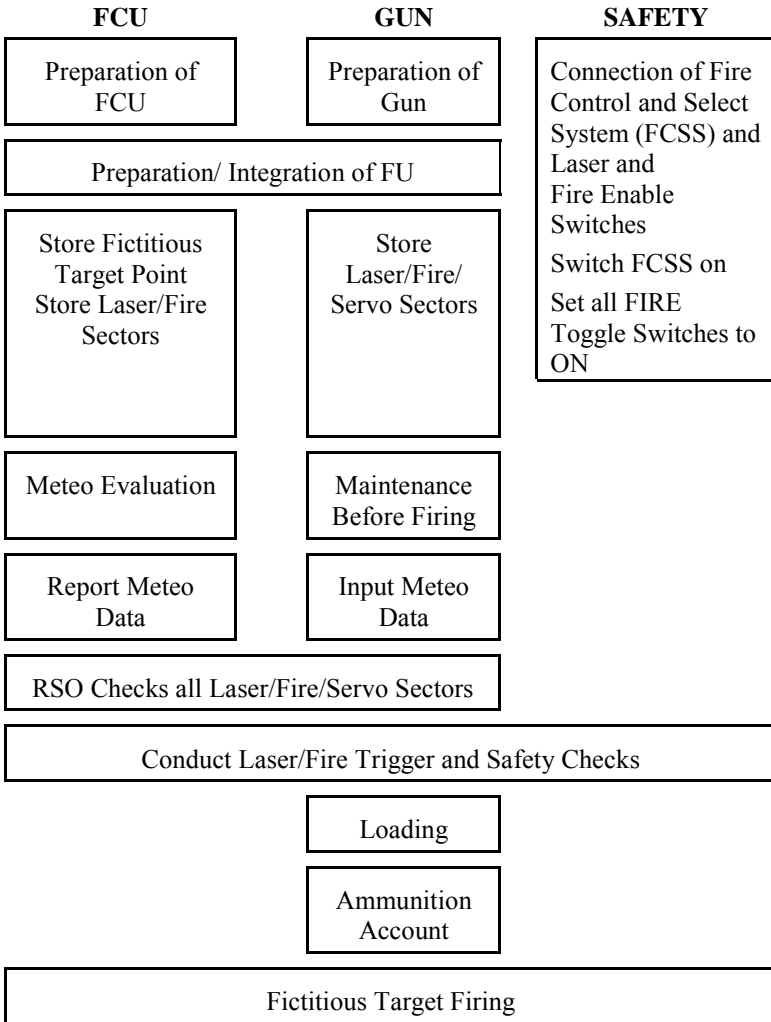 FCU GUN SAFETY
Preparation of
FCU
Preparation of
Gun
Connection of Fire
Control and Select
System (FCSS) and
Laser and
Fire Enable
Switches
Switch FCSS on
Set all FIRE
Toggle Switches to
ON
Preparation/ Integration of FU
Store Fictitious
Target Point
Store Laser/Fire
Sectors
Store
Laser/Fire/
Servo Sectors
Meteo Evaluation
Maintenance
Before Firing
Report Meteo
Data
Input Meteo
Data
RSO Checks all Laser/Fire/Servo Sectors
Conduct Laser/Fire Trigger and Safety Checks
Loading
Ammunition
Account
Fictitious Target Firing